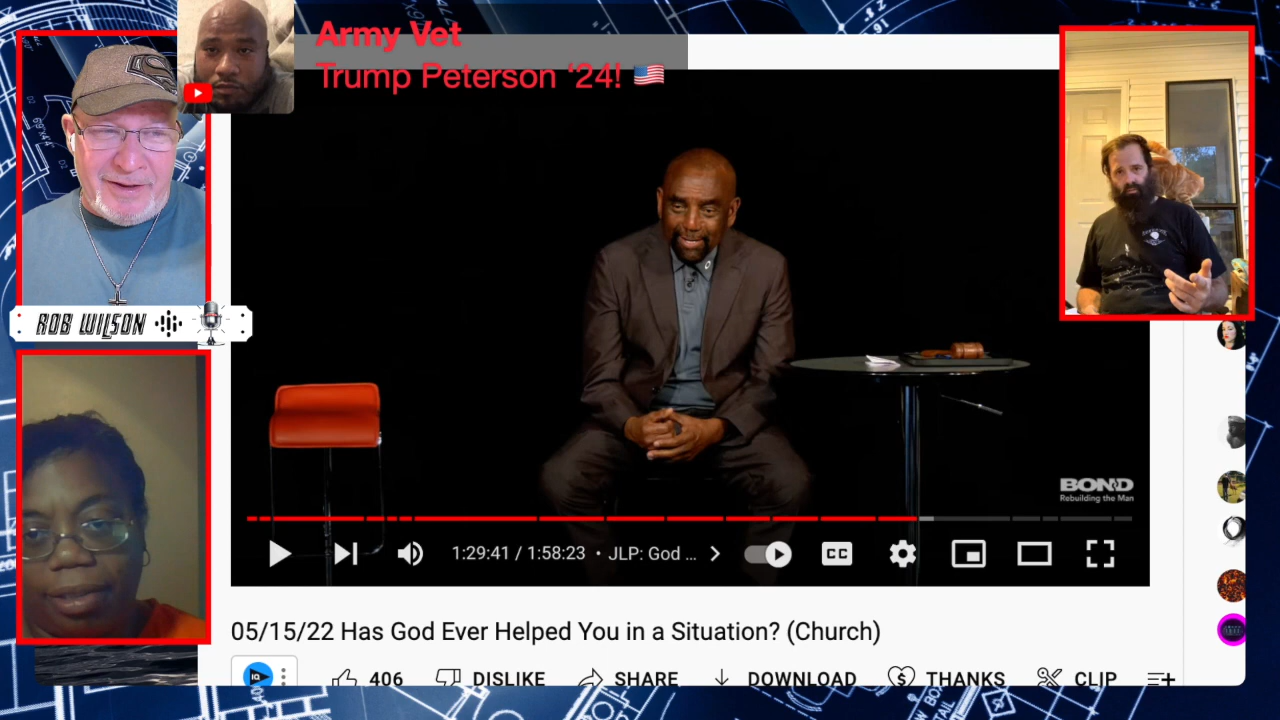 Army Vet
Trump Peterson ‘24! 🇺🇸
ROB WILSON
BOND
Rebuilding the Man
1:29:41 / 1:58:23 • JLP: God ...
CC
05/15/22 Has God Ever Helped You in a Situation? (Church)
IQ
406
DISLIKE
SHARE
DOWNLOAD
THANKS
CLIP